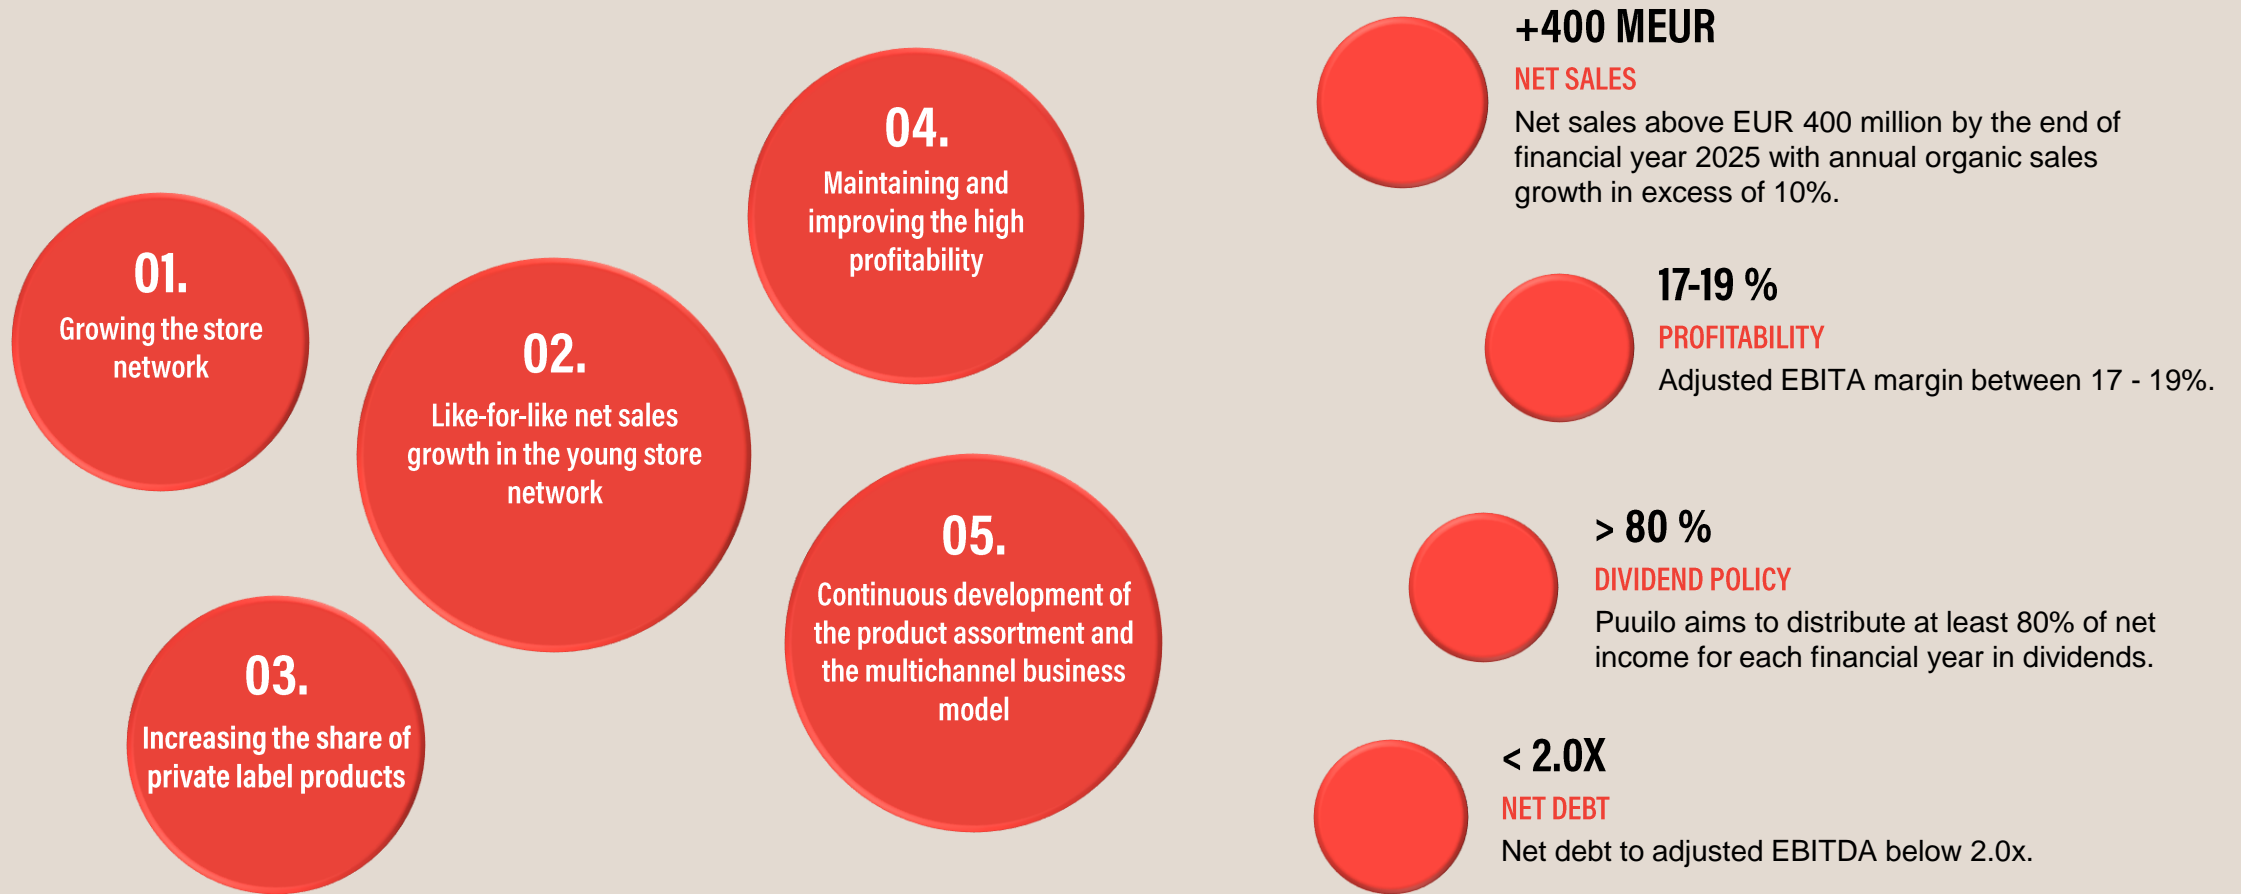 01.
Growing the store
network
02.
Like-for-like net sales
growth in the young store
network
03.
Increasing the share of
private label products
04.
Maintaining and
improving the high
profitability
05.
Continuous development of
the product assortment and
the multichannel business
model
+400 MEUR
NET SALES
Net sales above EUR 400 million by the end of
financial year 2025 with annual organic sales
growth in excess of 10%.
17-19 %
PROFITABILITY
Adjusted EBITA margin between 17 - 19%.
> 80 %
DIVIDEND POLICY
Puuilo aims to distribute at least 80% of net
income for each financial year in dividends.
< 2.0X
NET DEBT
Net debt to adjusted EBITDA below 2.0x.